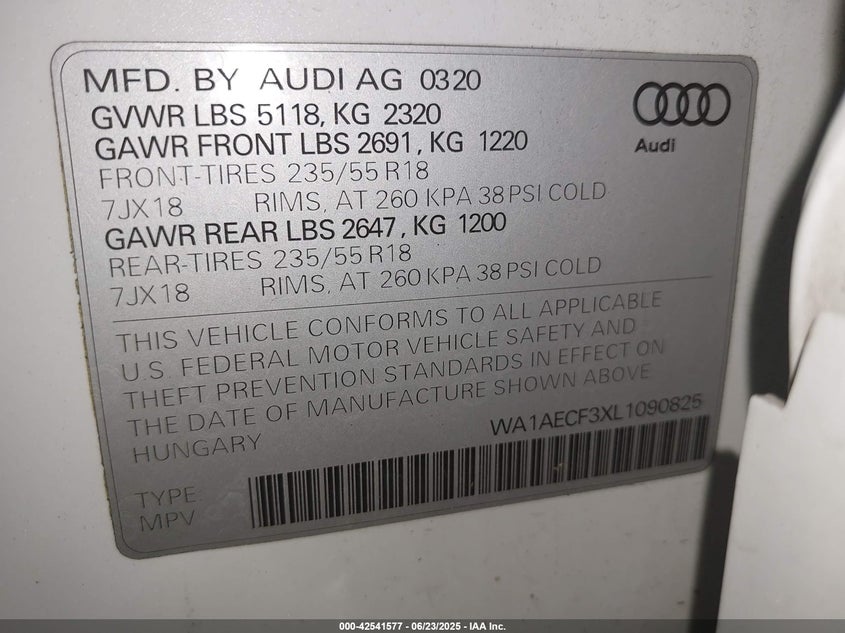 MFD. BY AUDI AG 0320
GVWR LBS 5118, KG 2320
GAWR FRONT LBS 2691, KG 1220
FRONT-TIRES 235/55 R18
7JX18 RIMS, AT 260 KPA 38 PSI COLD
GAWR REAR LBS 2647, KG 1200
REAR-TIRES 235/55 R18
7JX18 RIMS, AT 260 KPA 38 PSI COLD
Audi
THIS VEHICLE CONFORMS TO ALL APPLICABLE
U.S. FEDERAL MOTOR VEHICLE SAFETY AND
THEFT PREVENTION STANDARDS IN EFFECT ON
THE DATE OF MANUFACTURE SHOWN ABOVE
HUNGARY
WA1AECF3XL1090825
TYPE
MPV
000-42541577 - 06/23/2025 - IAA Inc.